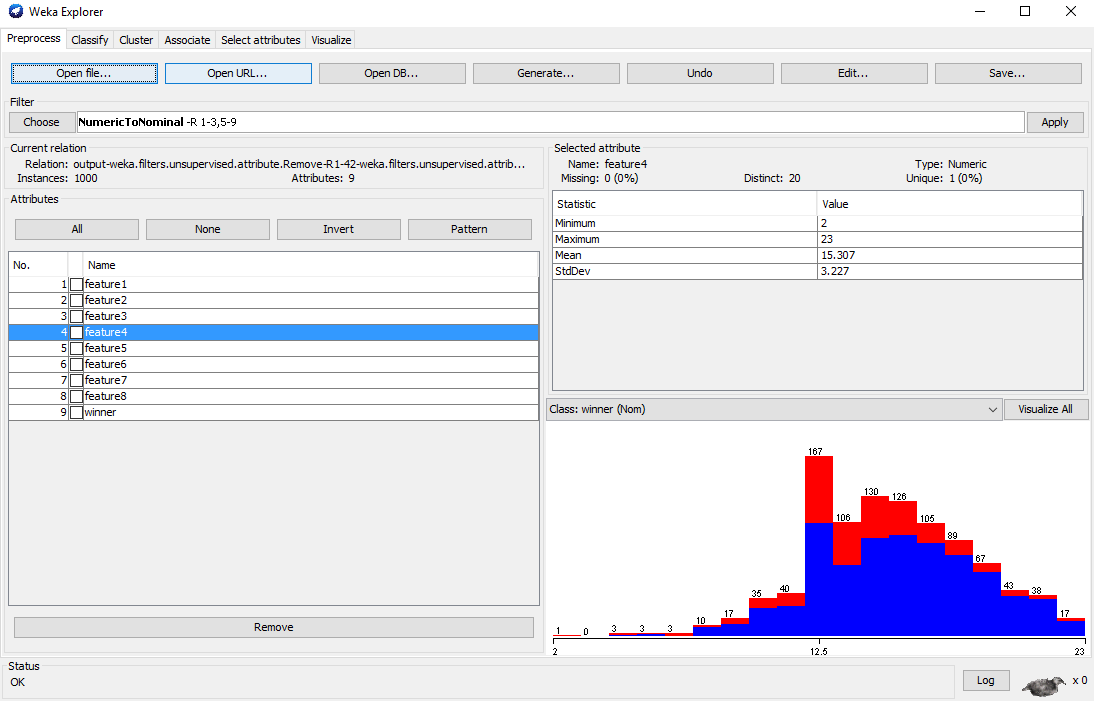 Weka Explorer
Preprocess Classify Cluster Associate Select attributes Visualize
Open file... Open URL... Open DB... Generate... Undo Edit... Save...
Filter
Choose NumericToNominal -R 1-3,5-9 Apply
Current relation
Relation: output-weka.filters.unsupervised.attribute.Remove-R1-42-weka.filters.unsupervised.attrib...
Instances: 1000 Attributes: 9
Attributes
All None Invert Pattern
No. Name
1 feature1
2 feature2
3 feature3
4 feature4
5 feature5
6 feature6
7 feature7
8 feature8
9 winner
Remove
Selected attribute
Name: feature4 Type: Numeric
Missing: 0 (0%) Distinct: 20 Unique: 1 (0%)
Statistic Value
Minimum 2
Maximum 23
Mean 15.307
StdDev 3.227
Class: winner (Nom) Visualize All
1 0 3 3 3 10 17 35 40 167 106 130 126 105 89 67 43 38 17
2 12.5 23
Status
OK
Log x 0